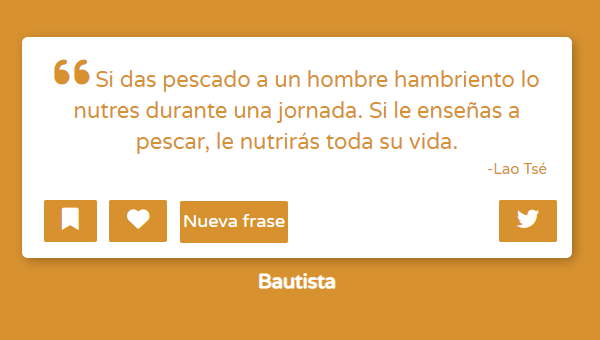 ❝ Si das pescado a un hombre hambriento lo
nutres durante una jornada. Si le enseñas a
pescar, le nutrirás toda su vida.
-Lao Tsé
Nueva frase
Bautista